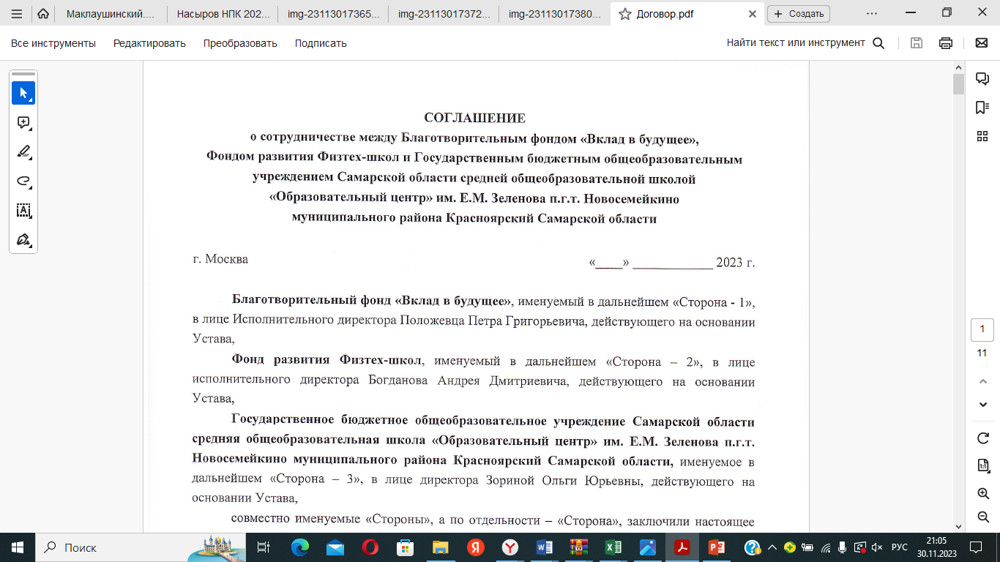 Маклаушинский....
Насыров НПК 202...
img-23113017365...
img-23113017372...
img-23113017380...
Договор.pdf
Создать
Все инструменты
Редактировать
Преобразовать
Подписать
Найти текст или инструмент
СОГЛАШЕНИЕ
о сотрудничестве между Благотворительным фондом «Вклад в будущее»,
Фондом развития Физтех-школ и Государственным бюджетным общеобразовательным
учреждением Самарской области средней общеобразовательной школой
«Образовательный центр» им. Е.М. Зеленова п.г.т. Новосемейкино
муниципального района Красноярский Самарской области
г. Москва «____» ____________ 2023 г.
Благотворительный фонд «Вклад в будущее», именуемый в дальнейшем «Сторона - 1»,
в лице Исполнительного директора Положевца Петра Григорьевича, действующего на основании
Устава,
Фонд развития Физтех-школ, именуемый в дальнейшем «Сторона – 2», в лице
исполнительного директора Богданова Андрея Дмитриевича, действующего на основании
Устава,
Государственное бюджетное общеобразовательное учреждение Самарской области
средняя общеобразовательная школа «Образовательный центр» им. Е.М. Зеленова п.г.т.
Новосемейкино муниципального района Красноярский Самарской области, именуемое в
дальнейшем «Сторона – 3», в лице директора Зориной Ольги Юрьевны, действующего на
основании Устава,
совместно именуемые «Стороны», а по отдельности – «Сторона», заключили настоящее
1
11
1:1
Поиск
РУС
21:05
30.11.2023